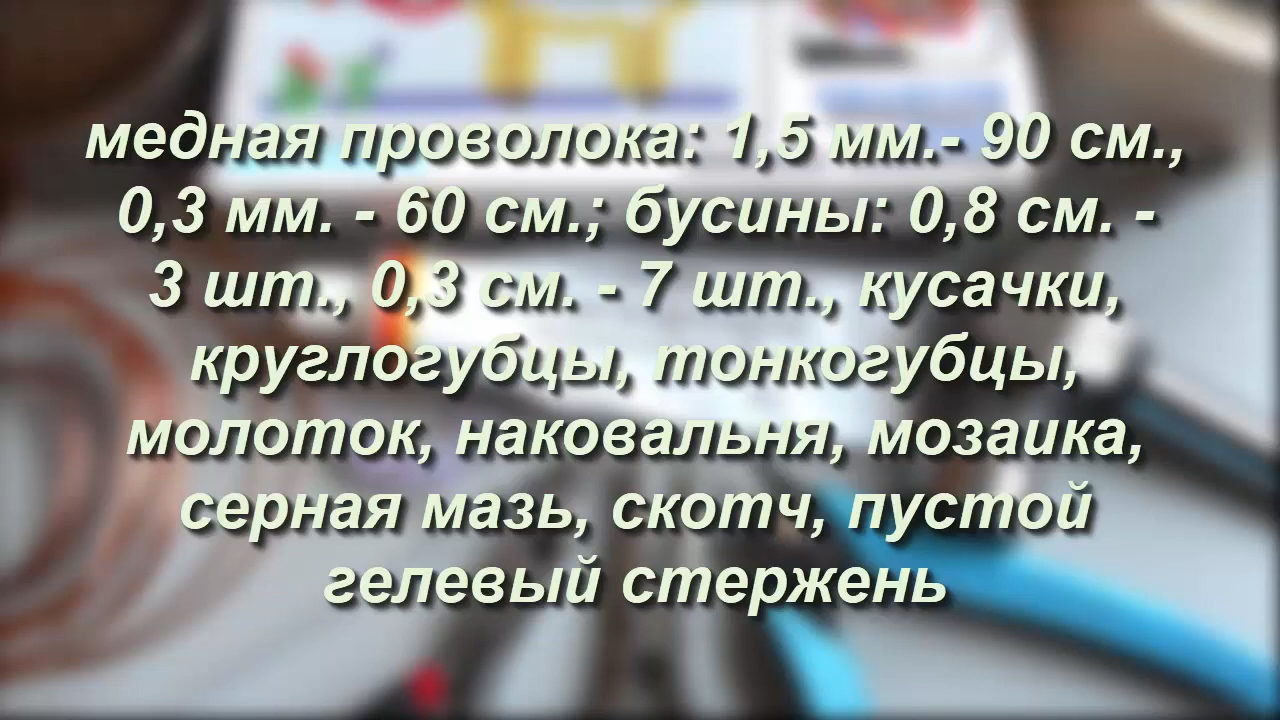 медная проволока: 1,5 мм.- 90 см.,
0,3 мм. - 60 см.; бусины: 0,8 см. -
3 шт., 0,3 см. - 7 шт., кусачки,
круглогубцы, тонкогубцы,
молоток, наковальня, мозаика,
серная мазь, скотч, пустой
гелевый стержень